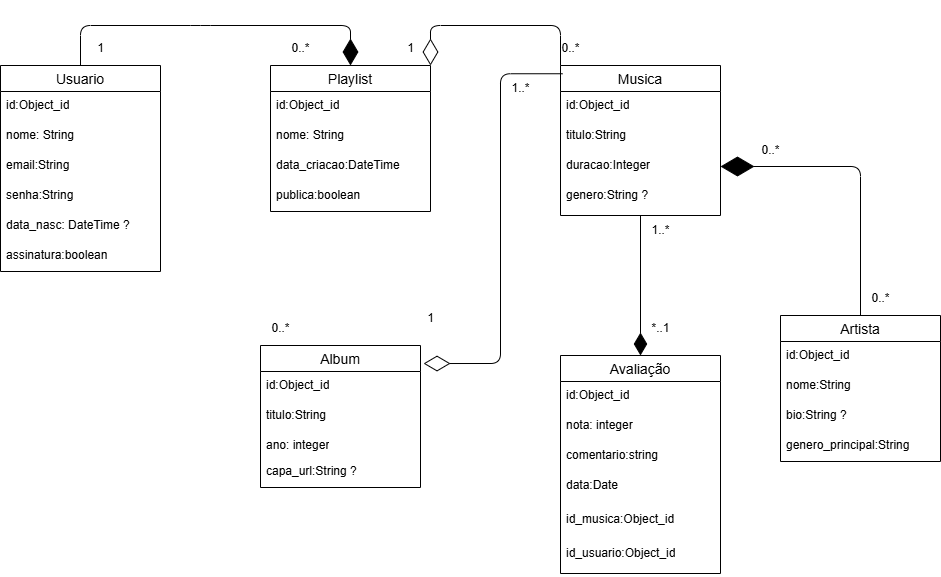 1
0..*
1
0..*
Usuario
id:Object_id
nome: String
email:String
senha:String
data_nasc: DateTime ?
assinatura:boolean
Playlist
id:Object_id
nome: String
data_criacao:DateTime
publica:boolean
1..*
Musica
id:Object_id
titulo:String
duracao:Integer
genero:String ?
0..*
1..*
0..*
0..*
1
*..1
Album
id:Object_id
titulo:String
ano: integer
capa_url:String ?
Avaliação
id:Object_id
nota: integer
comentario:string
data:Date
id_musica:Object_id
id_usuario:Object_id
Artista
id:Object_id
nome:String
bio:String ?
genero_principal:String